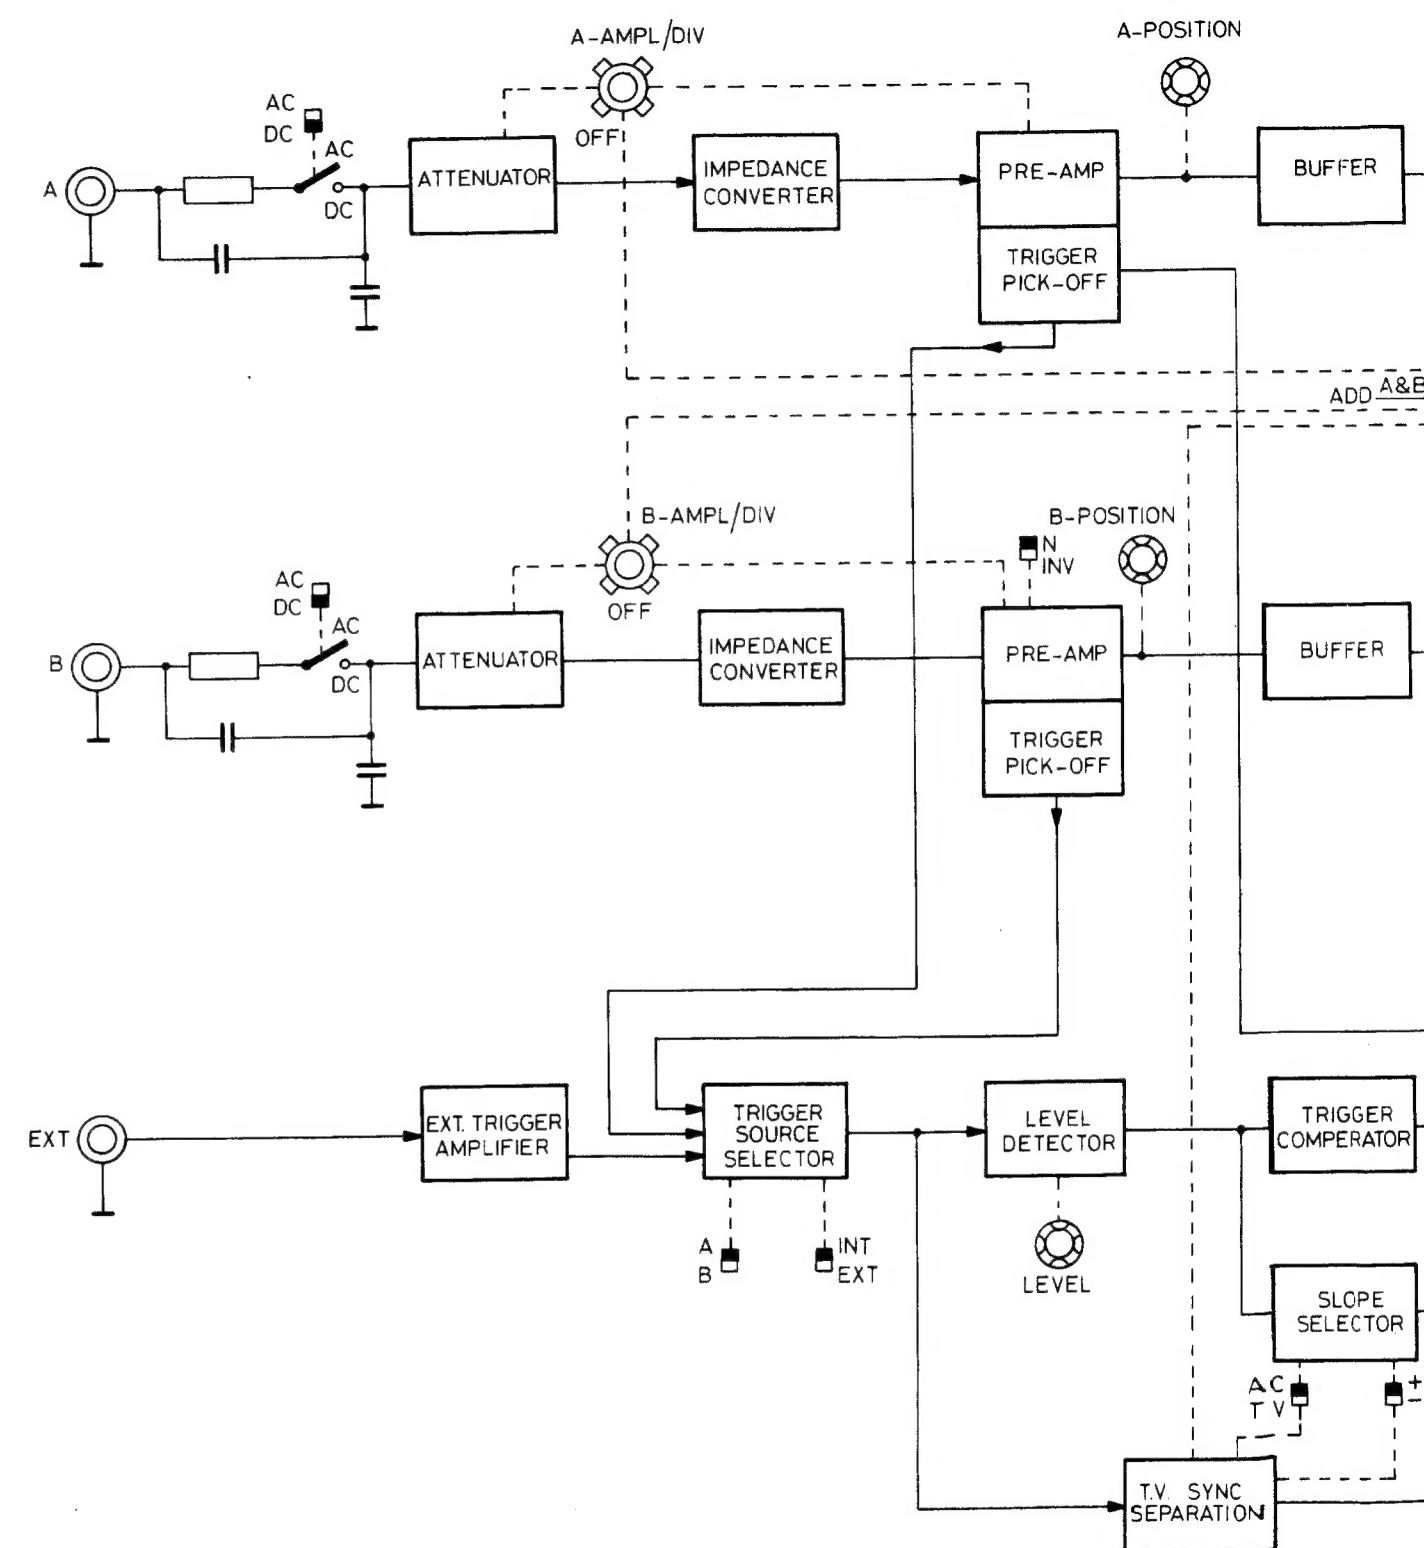 A-AMPL/DIV
A-POSITION
AC
DC
OFF
AC
DC
A
ATTENUATOR
IMPEDANCE
CONVERTER
PRE-AMP
BUFFER
TRIGGER
PICK-OFF
ADD A&B
B-AMPL/DIV
B-POSITION
N
INV
AC
DC
OFF
AC
DC
B
ATTENUATOR
IMPEDANCE
CONVERTER
PRE-AMP
BUFFER
TRIGGER
PICK-OFF
EXT
EXT. TRIGGER
AMPLIFIER
TRIGGER
SOURCE
SELECTOR
LEVEL
DETECTOR
TRIGGER
COMPERATOR
A
B
INT
EXT
LEVEL
SLOPE
SELECTOR
AC
TV
+
-
T.V. SYNC
SEPARATION